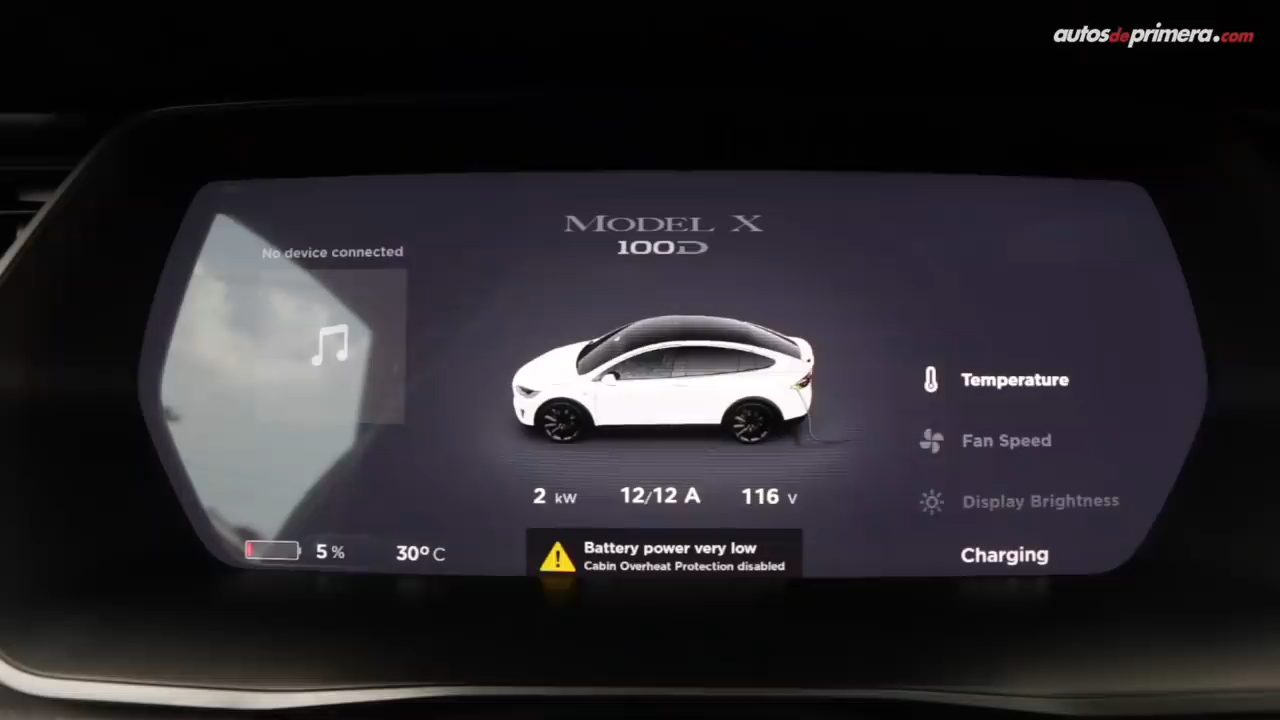 autosdeprimera.com
MODEL X
100D
No device connected
Temperature
Fan Speed
Display Brightness
2 kW 12/12 A 116 V
5 % 30° C
Battery power very low
Cabin Overheat Protection disabled
Charging